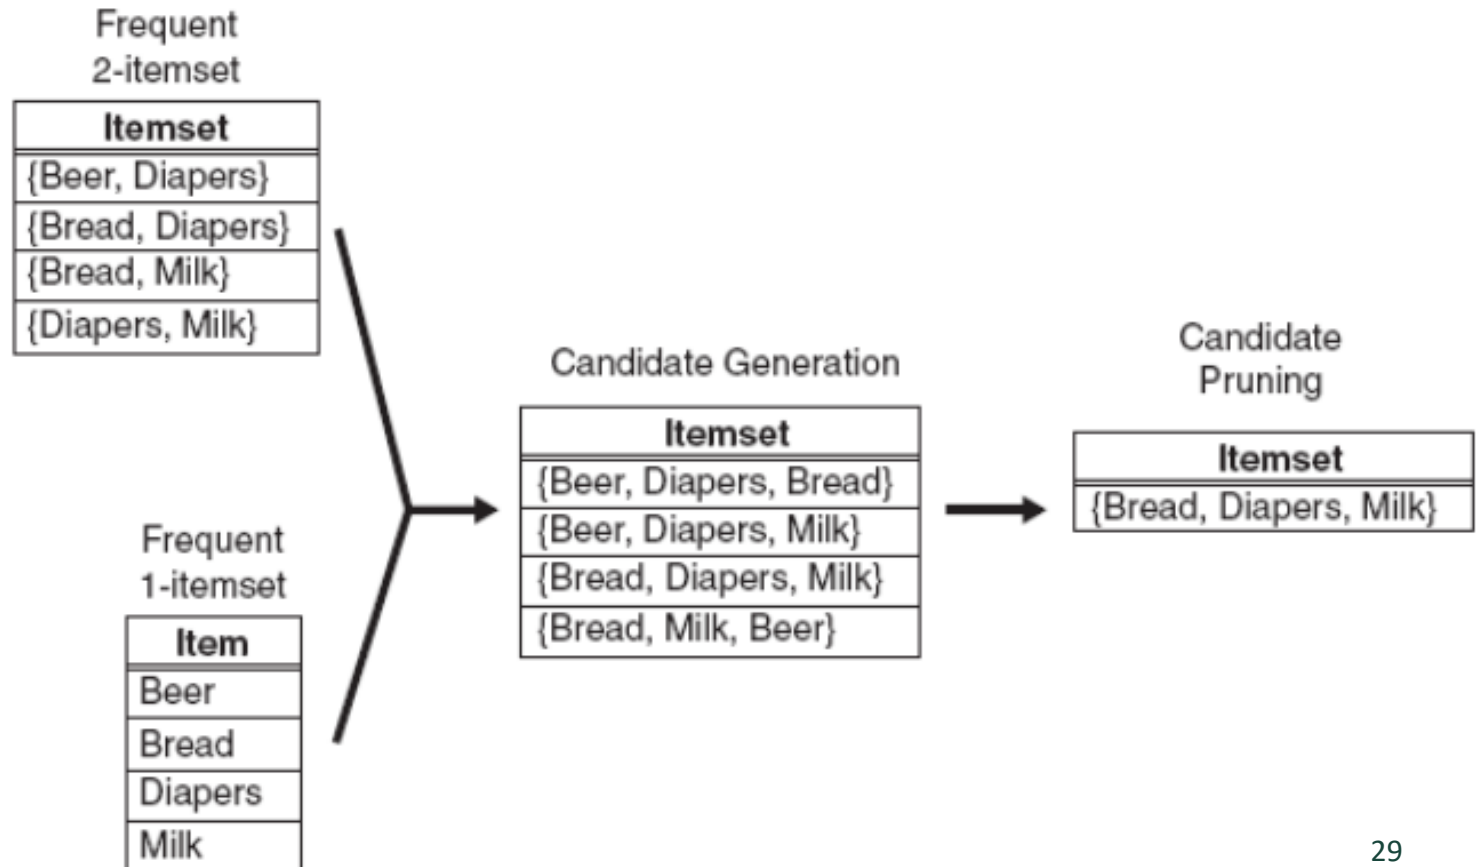 Frequent
2-itemset
Itemset
{Beer, Diapers}
{Bread, Diapers}
{Bread, Milk}
{Diapers, Milk}
Frequent
1-itemset
Item
Beer
Bread
Diapers
Milk
Candidate Generation
Itemset
{Beer, Diapers, Bread}
{Beer, Diapers, Milk}
{Bread, Diapers, Milk}
{Bread, Milk, Beer}
Candidate
Pruning
Itemset
{Bread, Diapers, Milk}
29